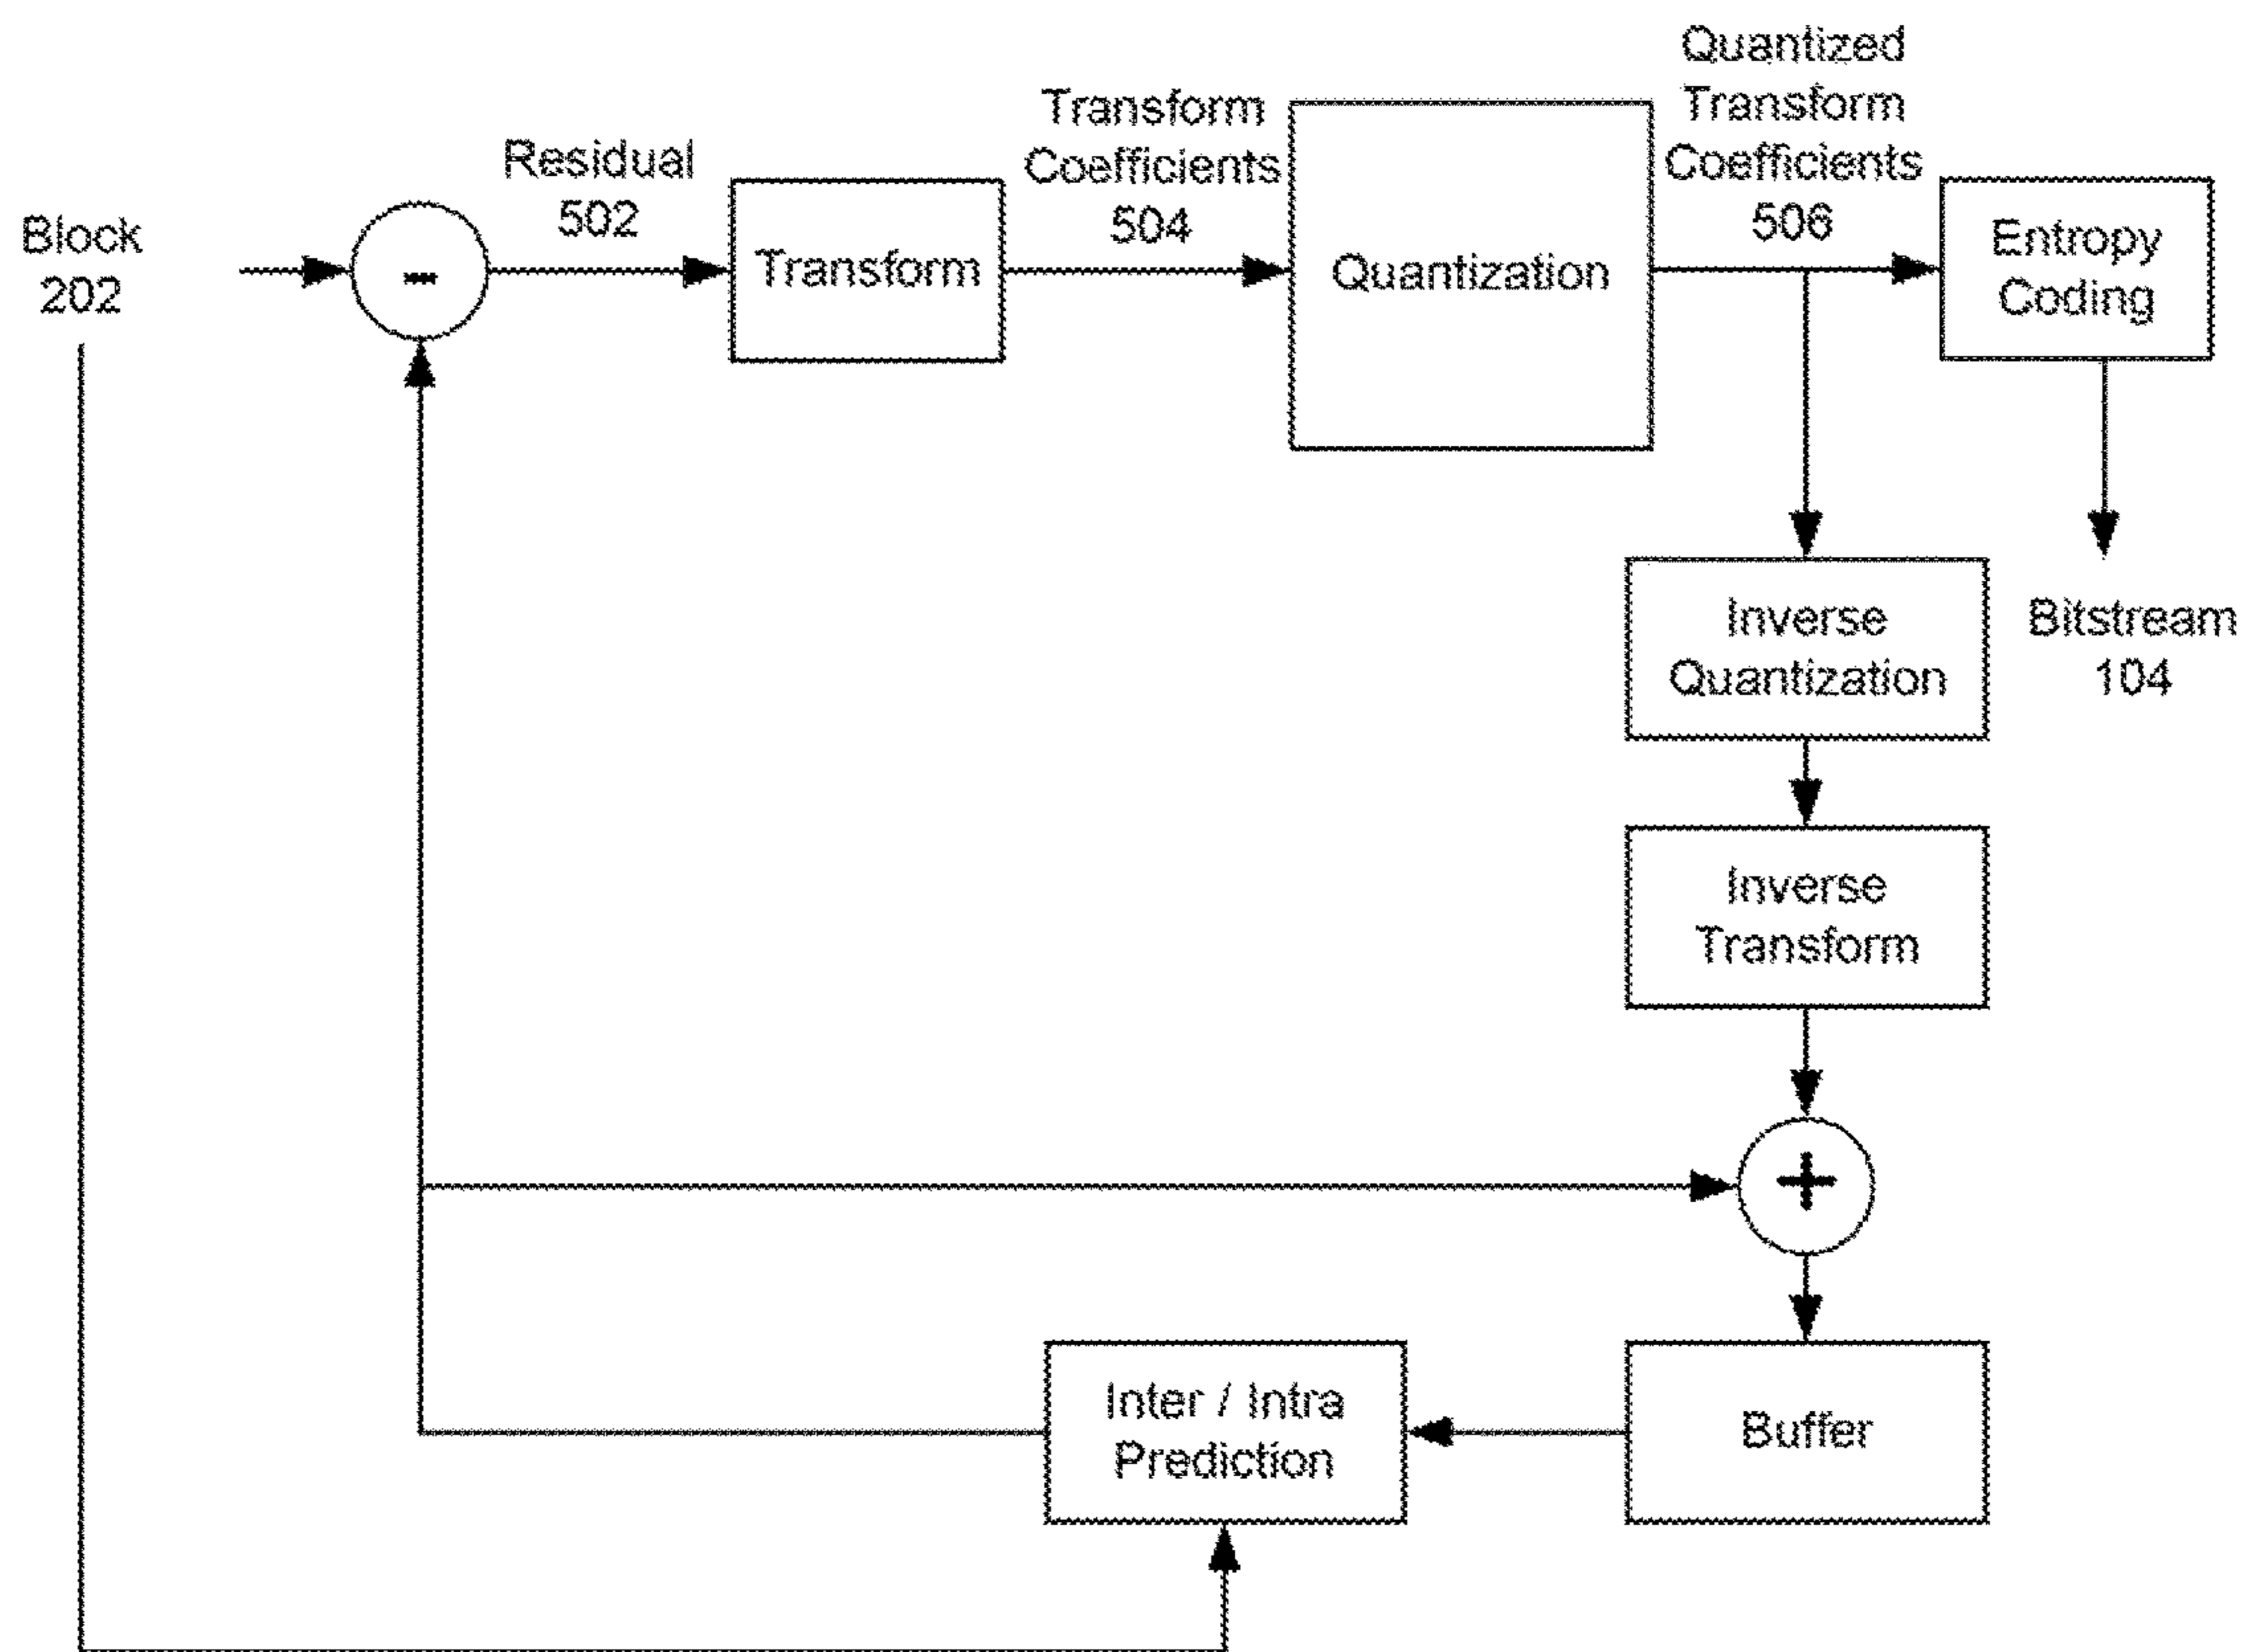 Block
202
-
Residual
502
Transform
Transform
Coefficients
504
Quantization
Quantized
Transform
Coefficients
506
Entropy
Coding
Inverse
Quantization
Bitstream
104
Inverse
Transform
+
Inter / Intra
Prediction
Buffer